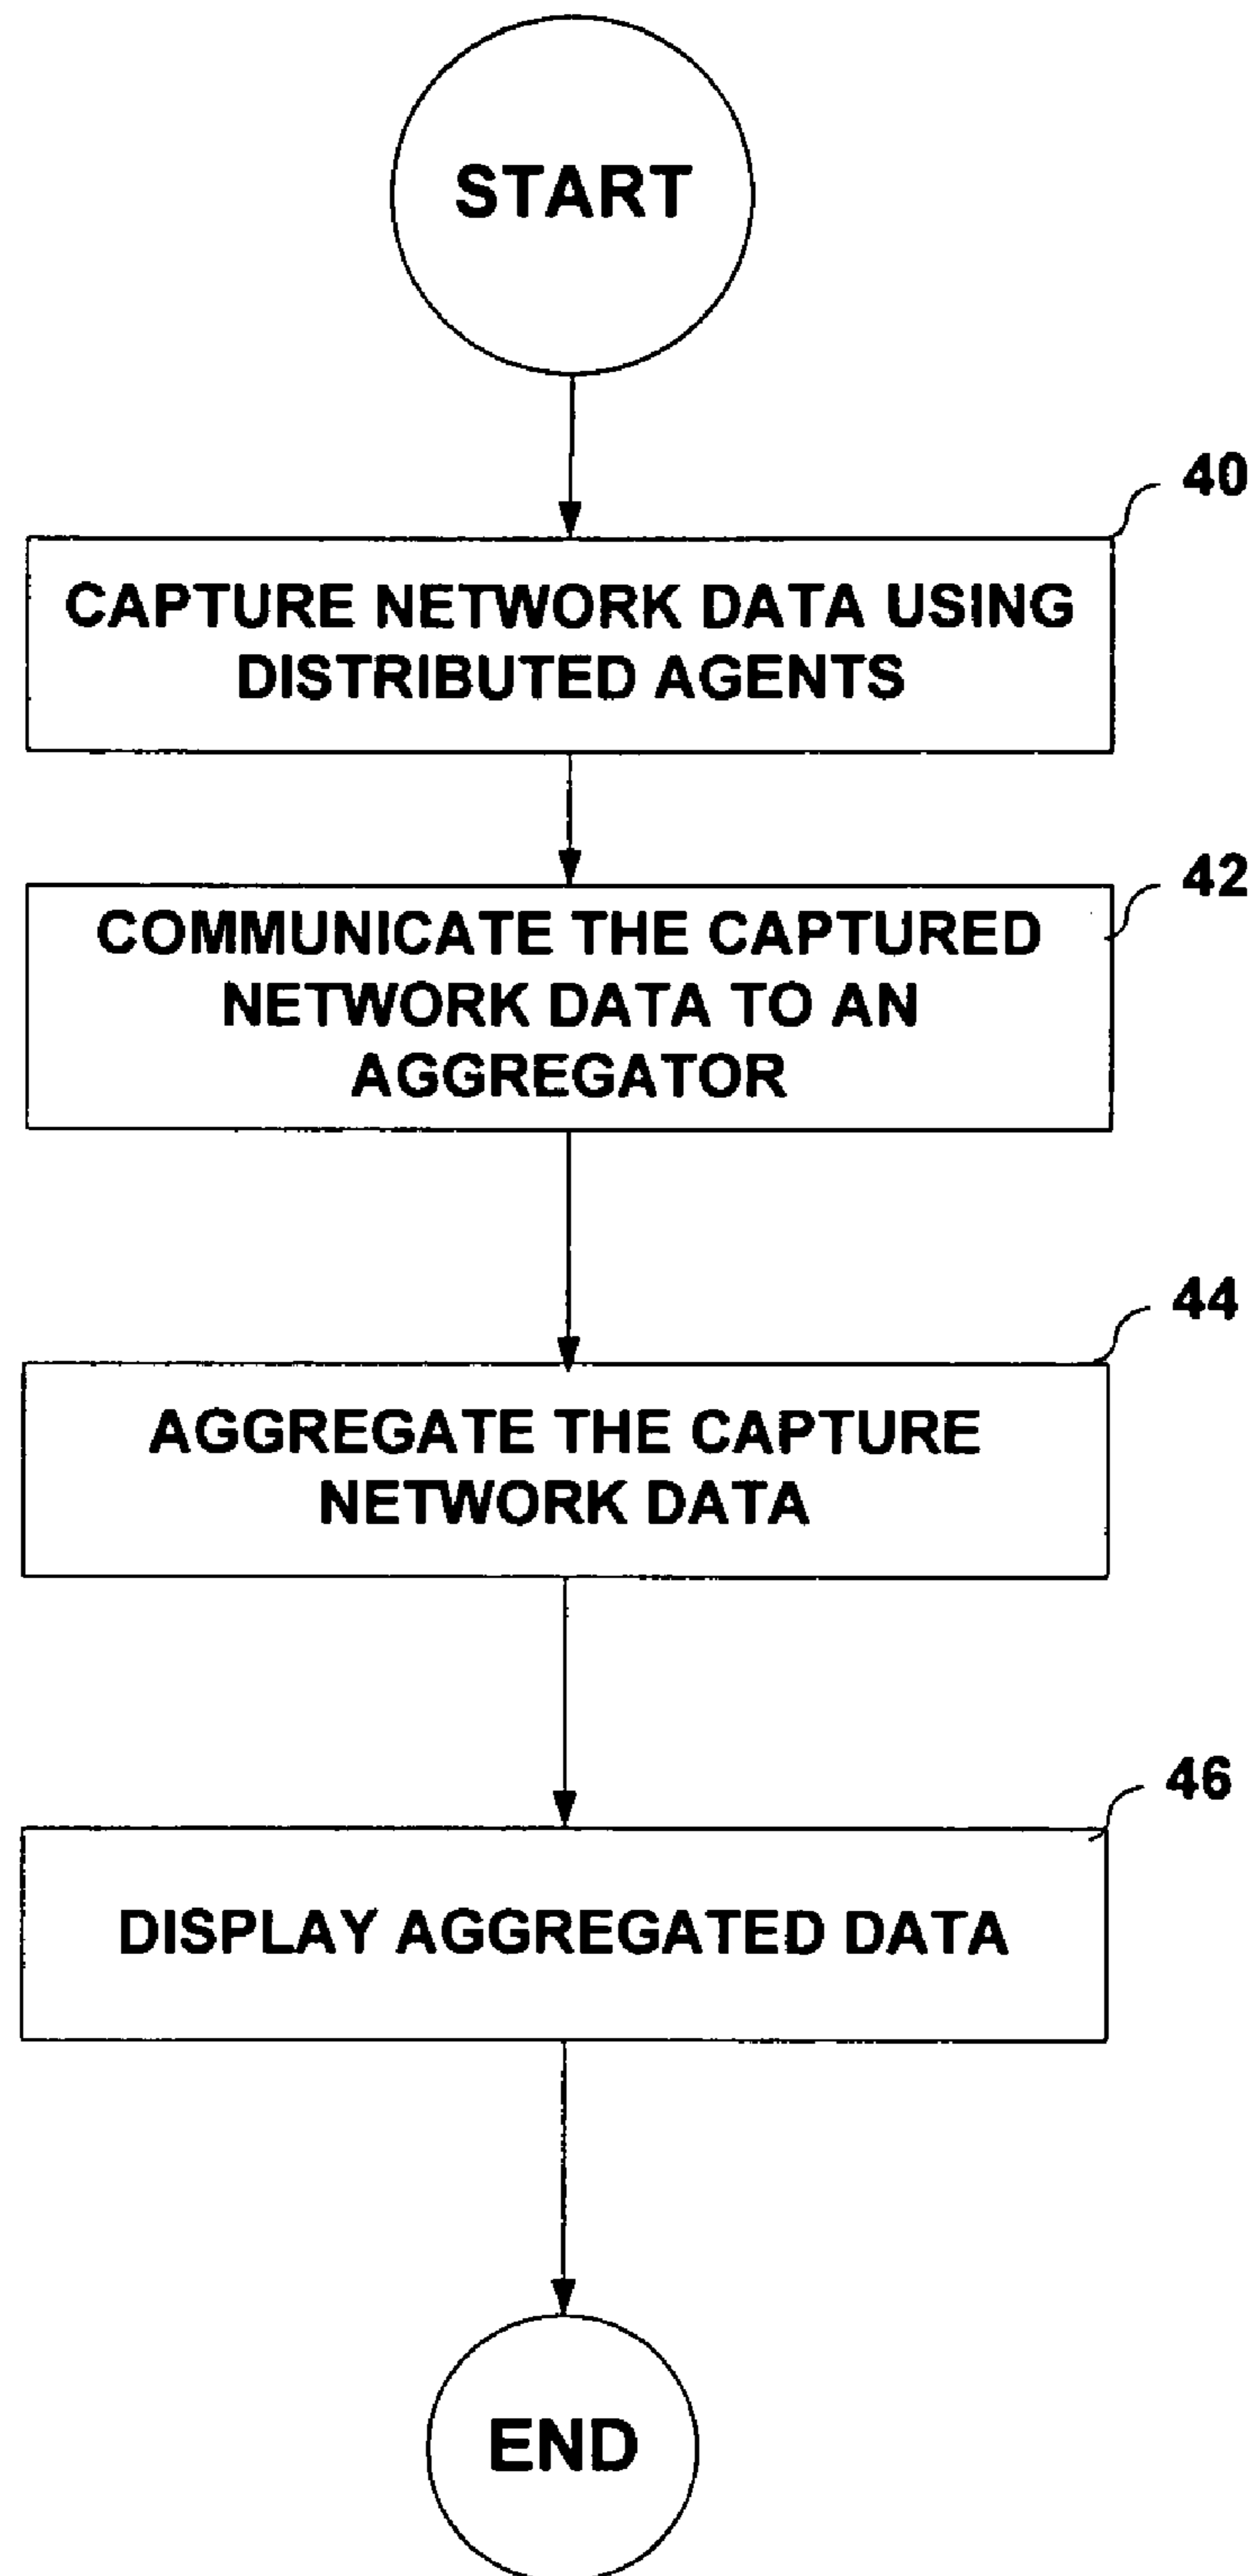 START
40
CAPTURE NETWORK DATA USING
DISTRIBUTED AGENTS
42
COMMUNICATE THE CAPTURED
NETWORK DATA TO AN
AGGREGATOR
44
AGGREGATE THE CAPTURE
NETWORK DATA
46
DISPLAY AGGREGATED DATA
END